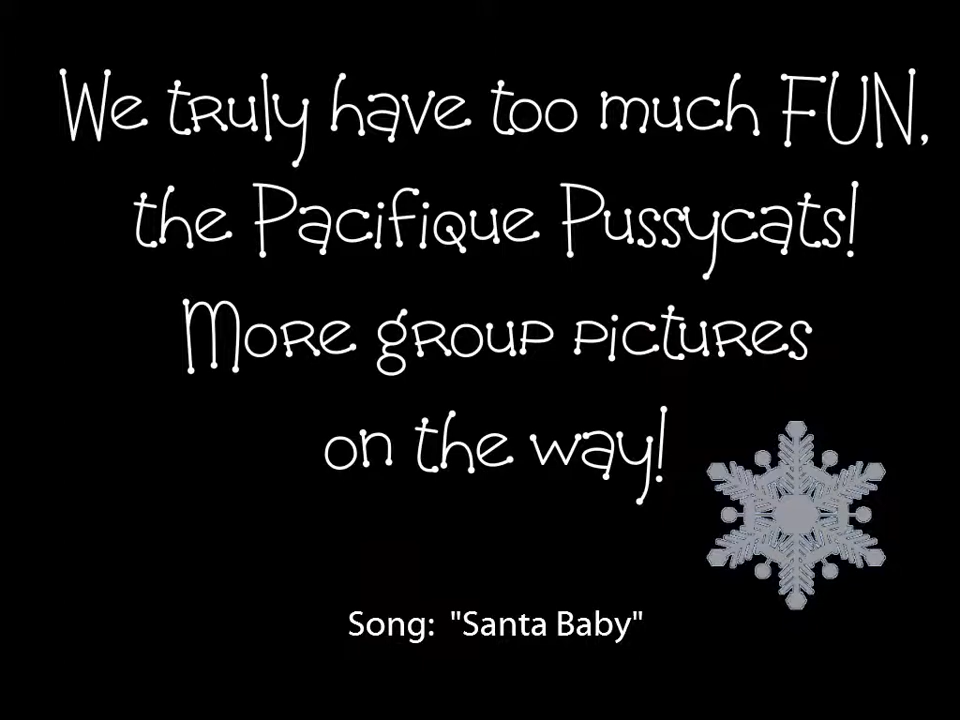 We truly have too much FUN,
the Pacifique Pussycats!
More group pictures
on the way!
Song: "Santa Baby"